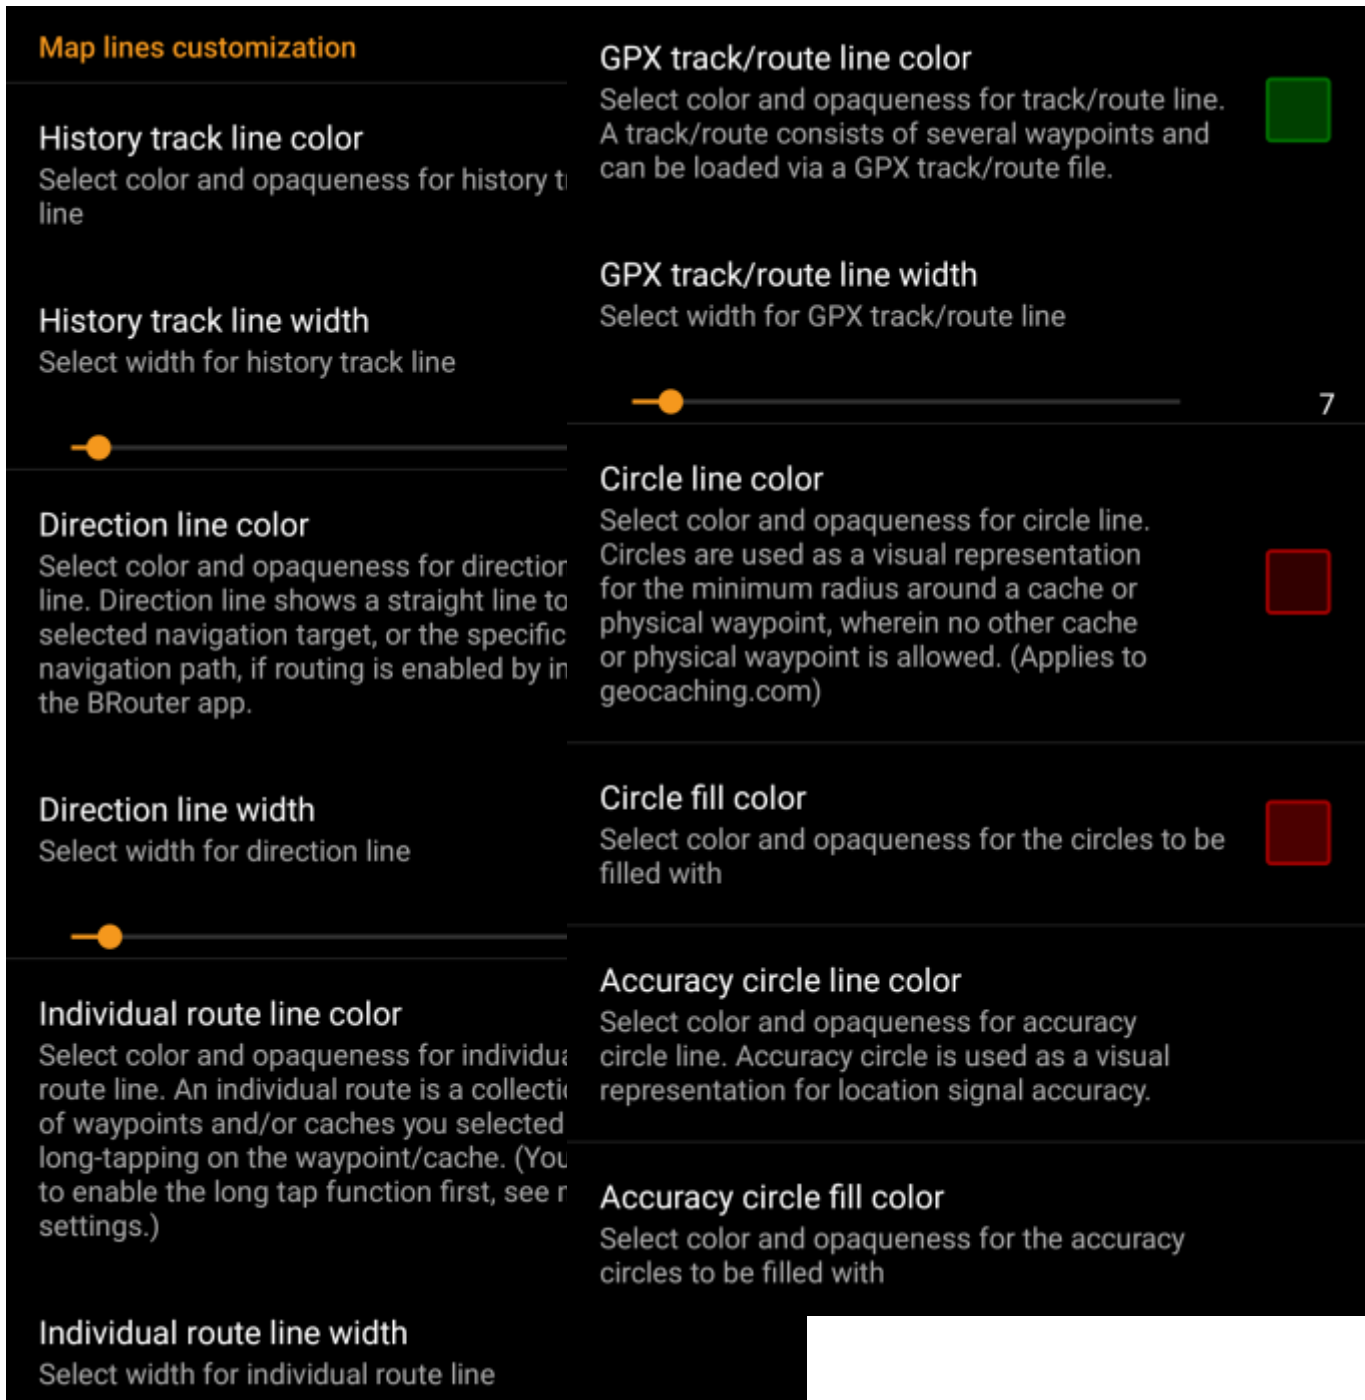 Map lines customization
History track line color
Select color and opaqueness for history
line
History track line width
Select width for history track line
Direction line color
Select color and opaqueness for direction
line. Direction line shows a straight line to
selected navigation target, or the specific
navigation path, if routing is enabled by
the BRouter app.
Direction line width
Select width for direction line
Individual route line color
Select color and opaqueness for
route line. An individual route is a
of waypoints and/or caches you selected
long-tapping on the waypoint/cache. (You
to enable the long tap function first, see
settings.)
Individual route line width
Select width for individual route line
GPX track/route line color
Select color and opaqueness for track/route line.
A track/route consists of several waypoints and
can be loaded via a GPX track/route file.
GPX track/route line width
Select width for GPX track/route line
7
Circle line color
Select color and opaqueness for circle line.
Circles are used as a visual representation
for the minimum radius around a cache or
physical waypoint, wherein no other cache
or physical waypoint is allowed. (Applies to
geocaching.com)
Circle fill color
Select color and opaqueness for the circles to be
filled with
Accuracy circle line color
Select color and opaqueness for accuracy
circle line. Accuracy circle is used as a visual
representation for location signal accuracy.
Accuracy circle fill color
Select color and opaqueness for the accuracy
circles to be filled with